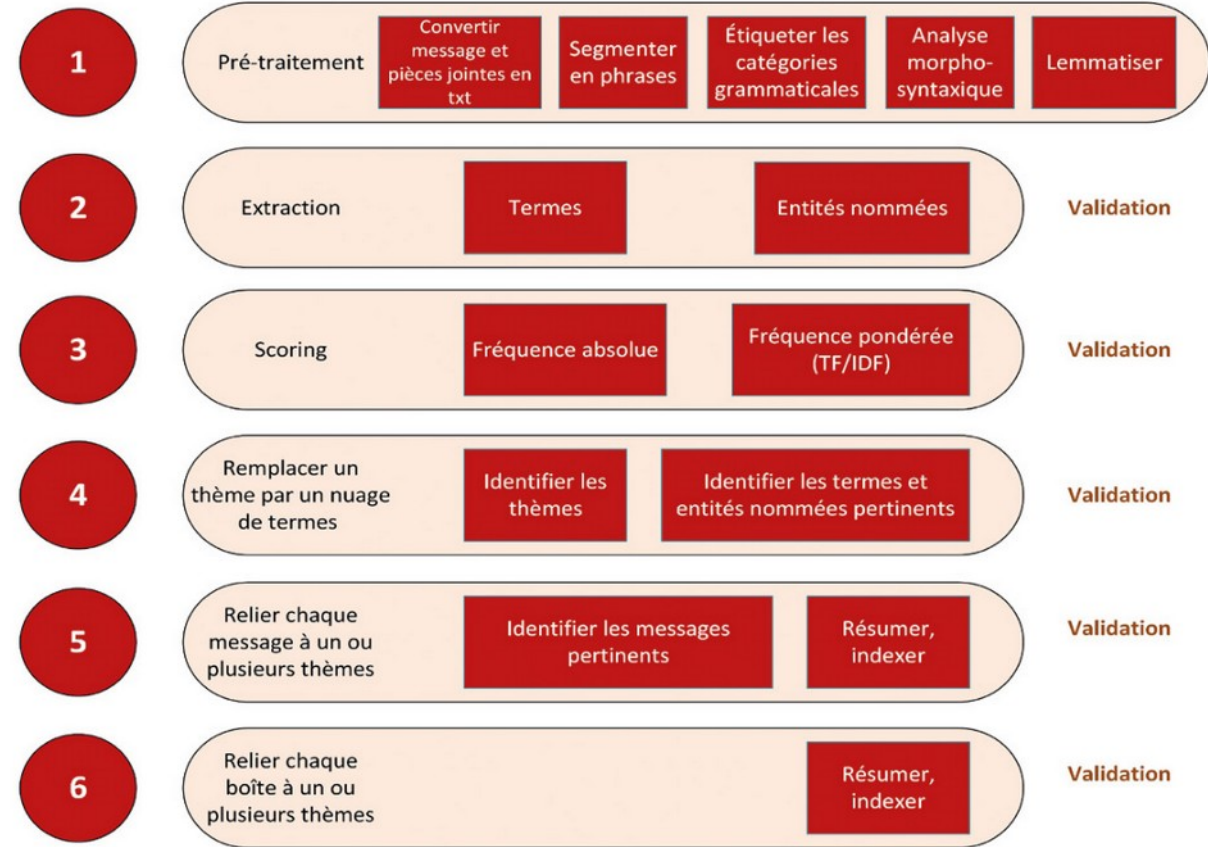 1
Pré-traitement
Convertir
message et
pièces jointes en
txt
Segmenter
en phrases
Étiqueter les
catégories
grammaticales
Analyse
morpho-
syntaxique
Lemmatiser
2
Extraction
Termes
Entités nommées
Validation
3
Scoring
Fréquence absolue
Fréquence pondérée
(TF/IDF)
Validation
4
Remplacer un
thème par un nuage
de termes
Identifier les
thèmes
Identifier les termes et
entités nommées pertinents
Validation
5
Relier chaque
message à un ou
plusieurs thèmes
Identifier les messages
pertinents
Résumer,
indexer
Validation
6
Relier chaque
boîte à un ou
plusieurs thèmes
Résumer,
indexer
Validation